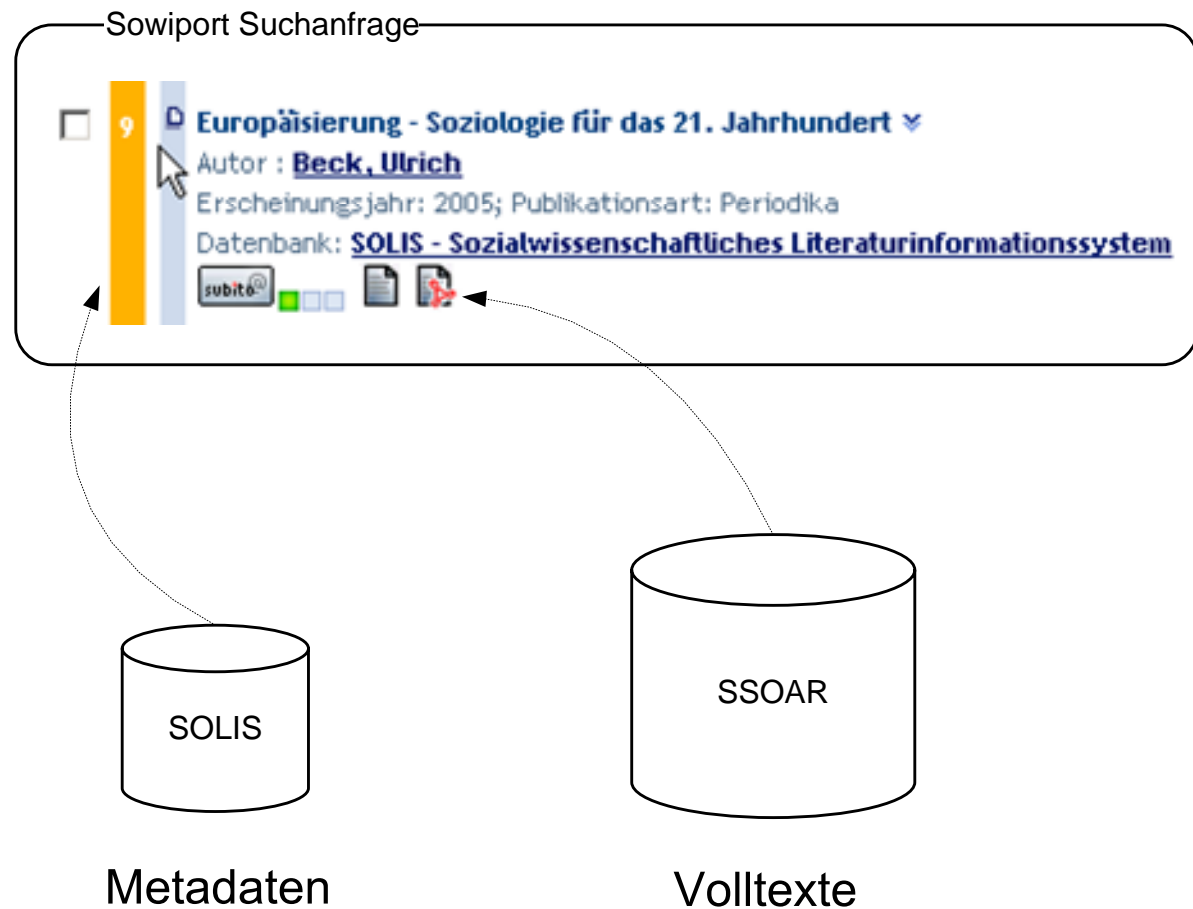 Sowiport Suchanfrage
9
Europäisierung - Soziologie für das 21. Jahrhundert
Autor : Beck, Ulrich
Erscheinungsjahr: 2005; Publikationsart: Periodika
Datenbank: SOLIS - Sozialwissenschaftliches Literaturinformationssystem
subito@
SOLIS
SSOAR
Metadaten
Volltexte